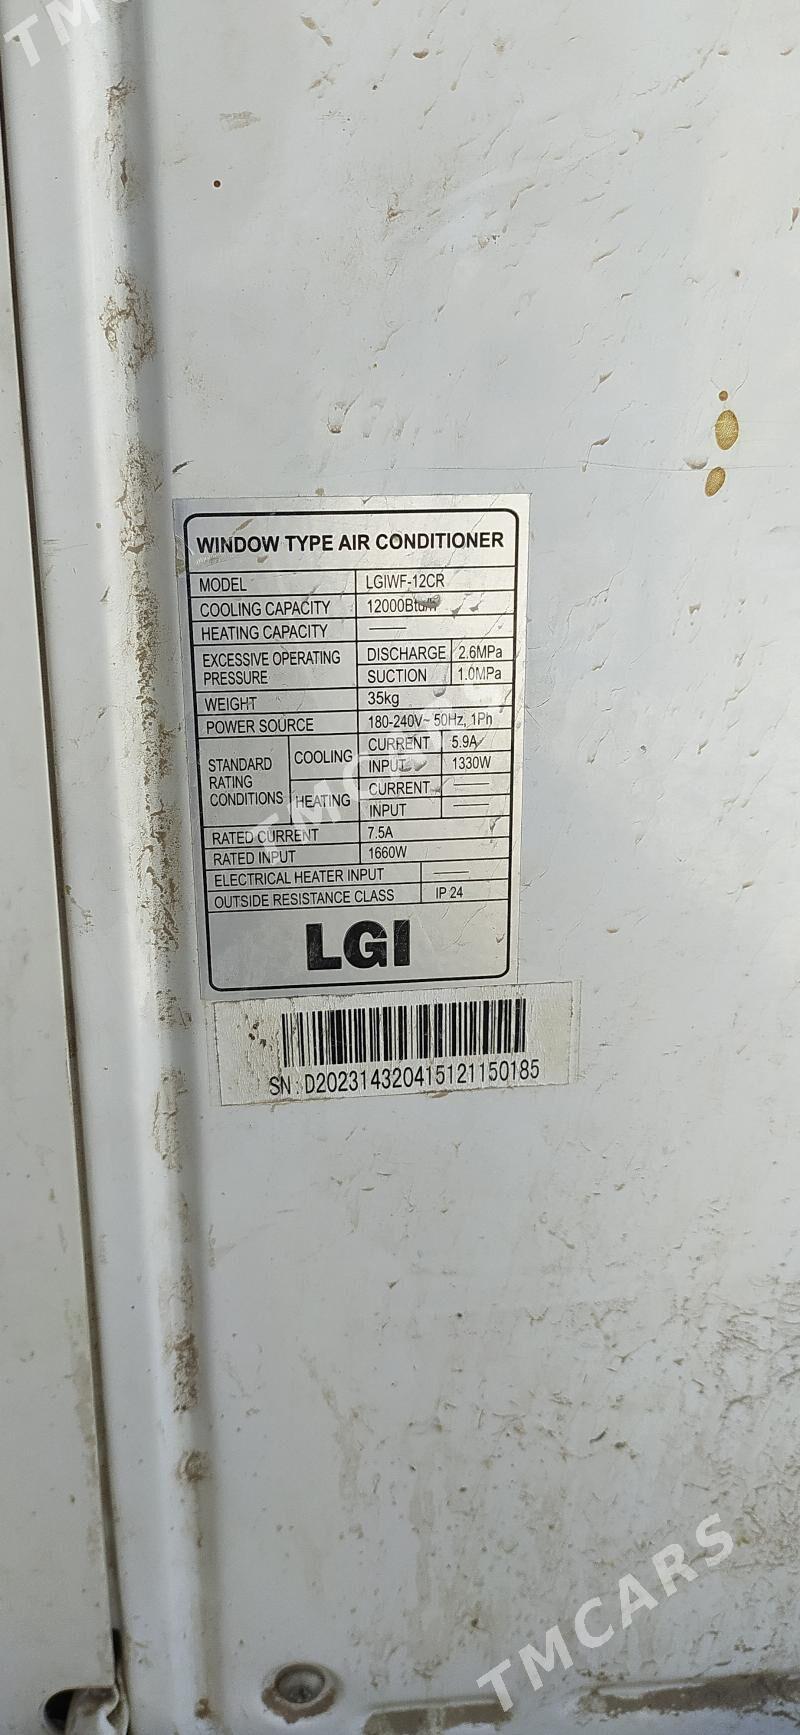 WINDOW TYPE AIR CONDITIONER
MODEL LGIWF-12CR
COOLING CAPACITY 12000Btu/h
HEATING CAPACITY ——
EXCESSIVE OPERATING PRESSURE DISCHARGE 2.6MPa
SUCTION 1.0MPa
WEIGHT 35kg
POWER SOURCE 180-240V~ 50Hz, 1Ph
STANDARD RATING CONDITIONS COOLING CURRENT 5.9A
INPUT 1330W
HEATING CURRENT ——
INPUT ——
RATED CURRENT 7.5A
RATED INPUT 1660W
ELECTRICAL HEATER INPUT ——
OUTSIDE RESISTANCE CLASS IP 24
LGI
SN: D202314320415121150185
TMCARS